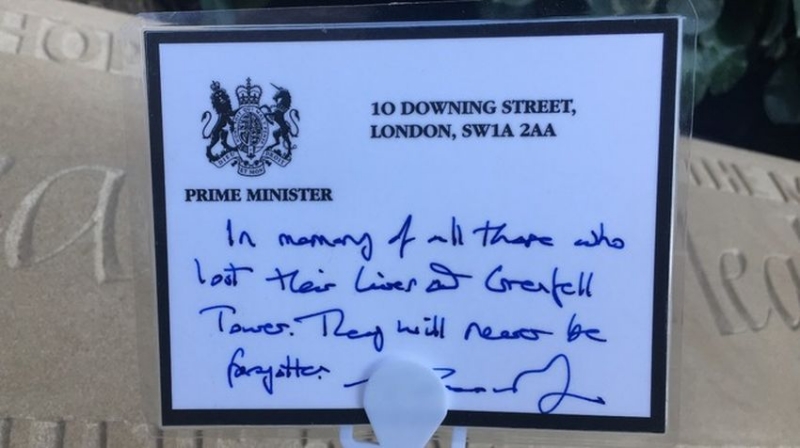 10 DOWNING STREET,
LONDON, SW1A 2AA
PRIME MINISTER
In memory of all those who
lost their lives at Grenfell
Tower. They will never be
forgotten.